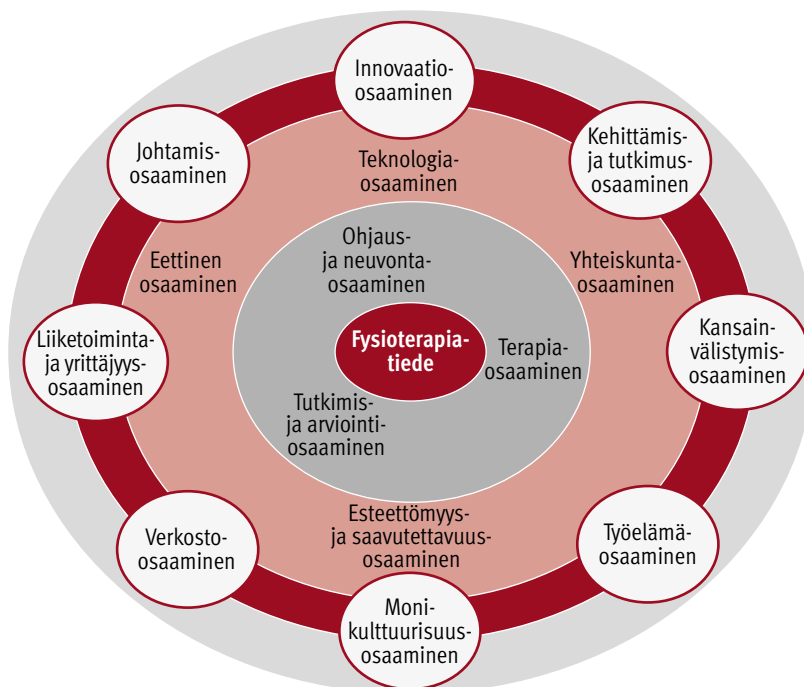 Innovaatio-
osaaminen
Johtamis-
osaaminen
Kehittämis-
ja tutkimus-
osaaminen
Teknologia-
osaaminen
Ohjaus-
ja neuvonta-
osaaminen
Eettinen
osaaminen
Yhteiskunta-
osaaminen
Liiketoiminta-
ja yrittäjyys-
osaaminen
Fysioterapia-
tiede
Terapia-
osaaminen
Kansain-
välistymis-
osaaminen
Tutkimis-
ja arviointi-
osaaminen
Verkosto-
osaaminen
Esteettömyys-
ja saavutettavuus-
osaaminen
Työelämä-
osaaminen
Moni-
kulttuurisuus-
osaaminen